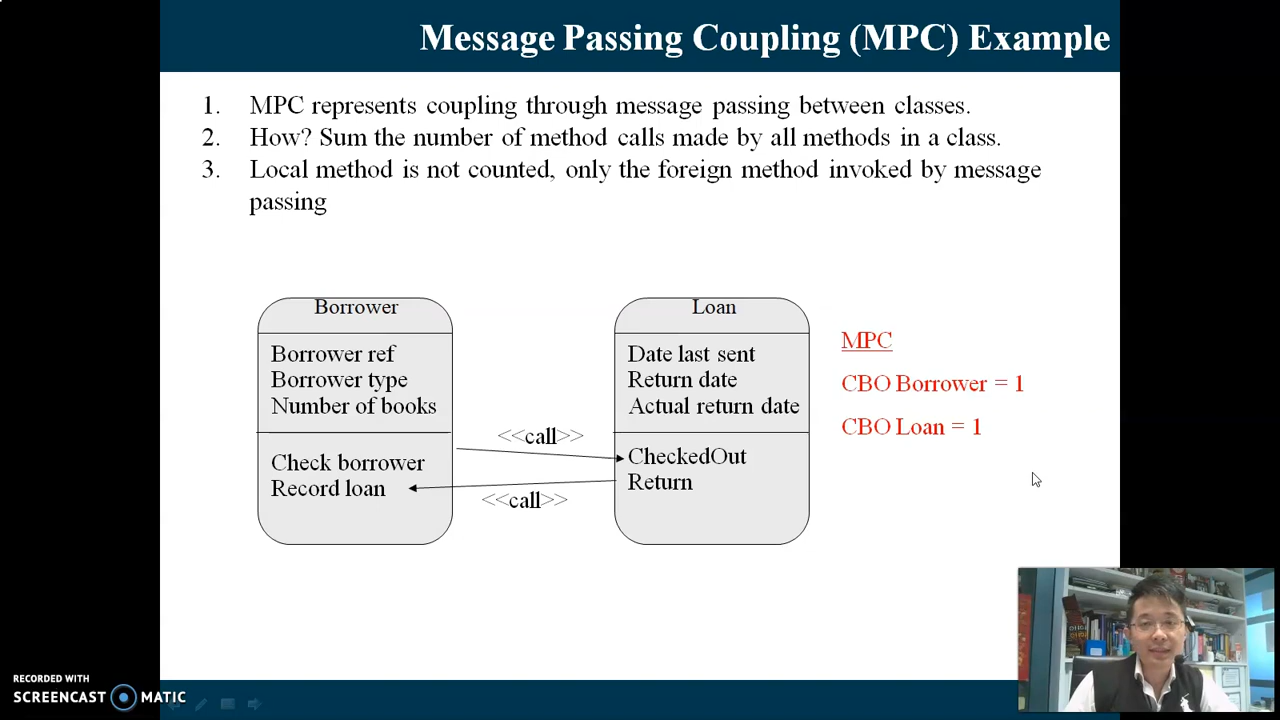 Message Passing Coupling (MPC) Example
1. MPC represents coupling through message passing between classes.
2. How? Sum the number of method calls made by all methods in a class.
3. Local method is not counted, only the foreign method invoked by message
passing
Borrower
Borrower ref
Borrower type
Number of books
Check borrower
Record loan
<<call>>
<<call>>
Loan
Date last sent
Return date
Actual return date
CheckedOut
Return
MPC
CBO Borrower = 1
CBO Loan = 1
RECORDED WITH
SCREENCAST MATIC